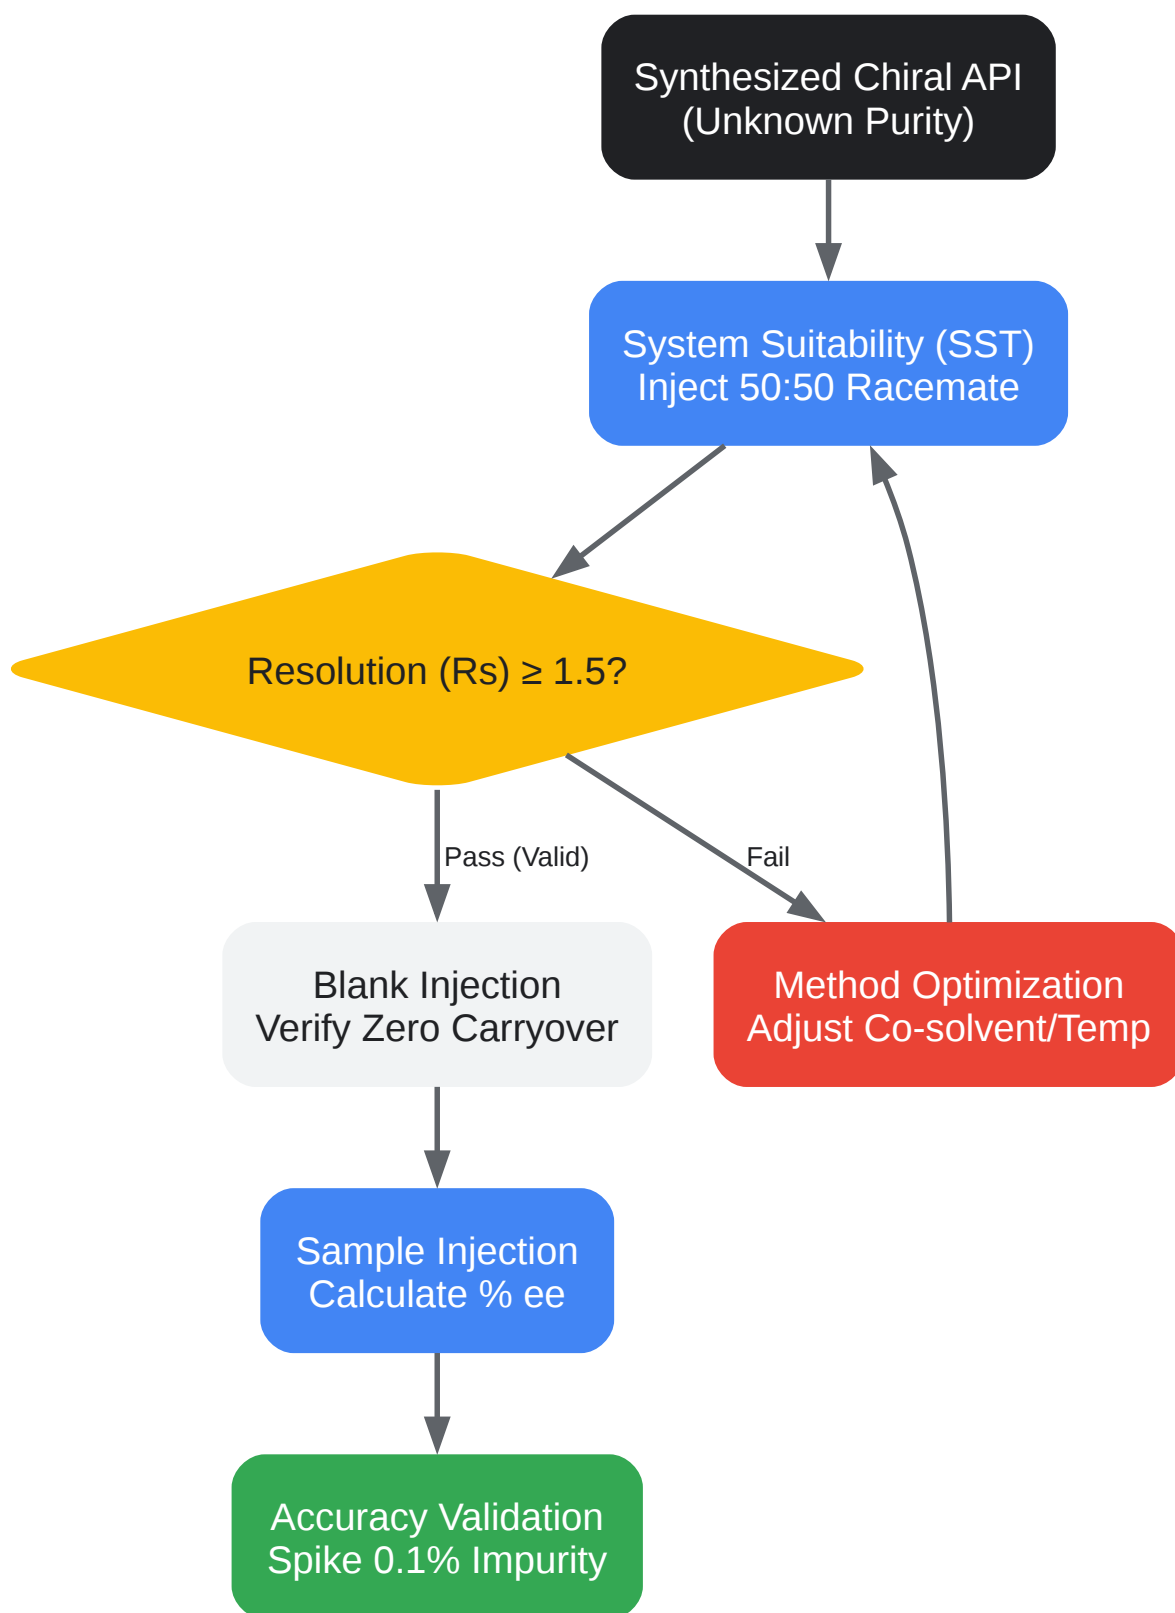 Synthesized Chiral API
(Unknown Purity)
System Suitability (SST)
Inject 50:50 Racemate
Resolution (Rs) ≥ 1.5?
Pass (Valid)
Fail
Blank Injection
Verify Zero Carryover
Method Optimization
Adjust Co-solvent/Temp
Sample Injection
Calculate % ee
Accuracy Validation
Spike 0.1% Impurity